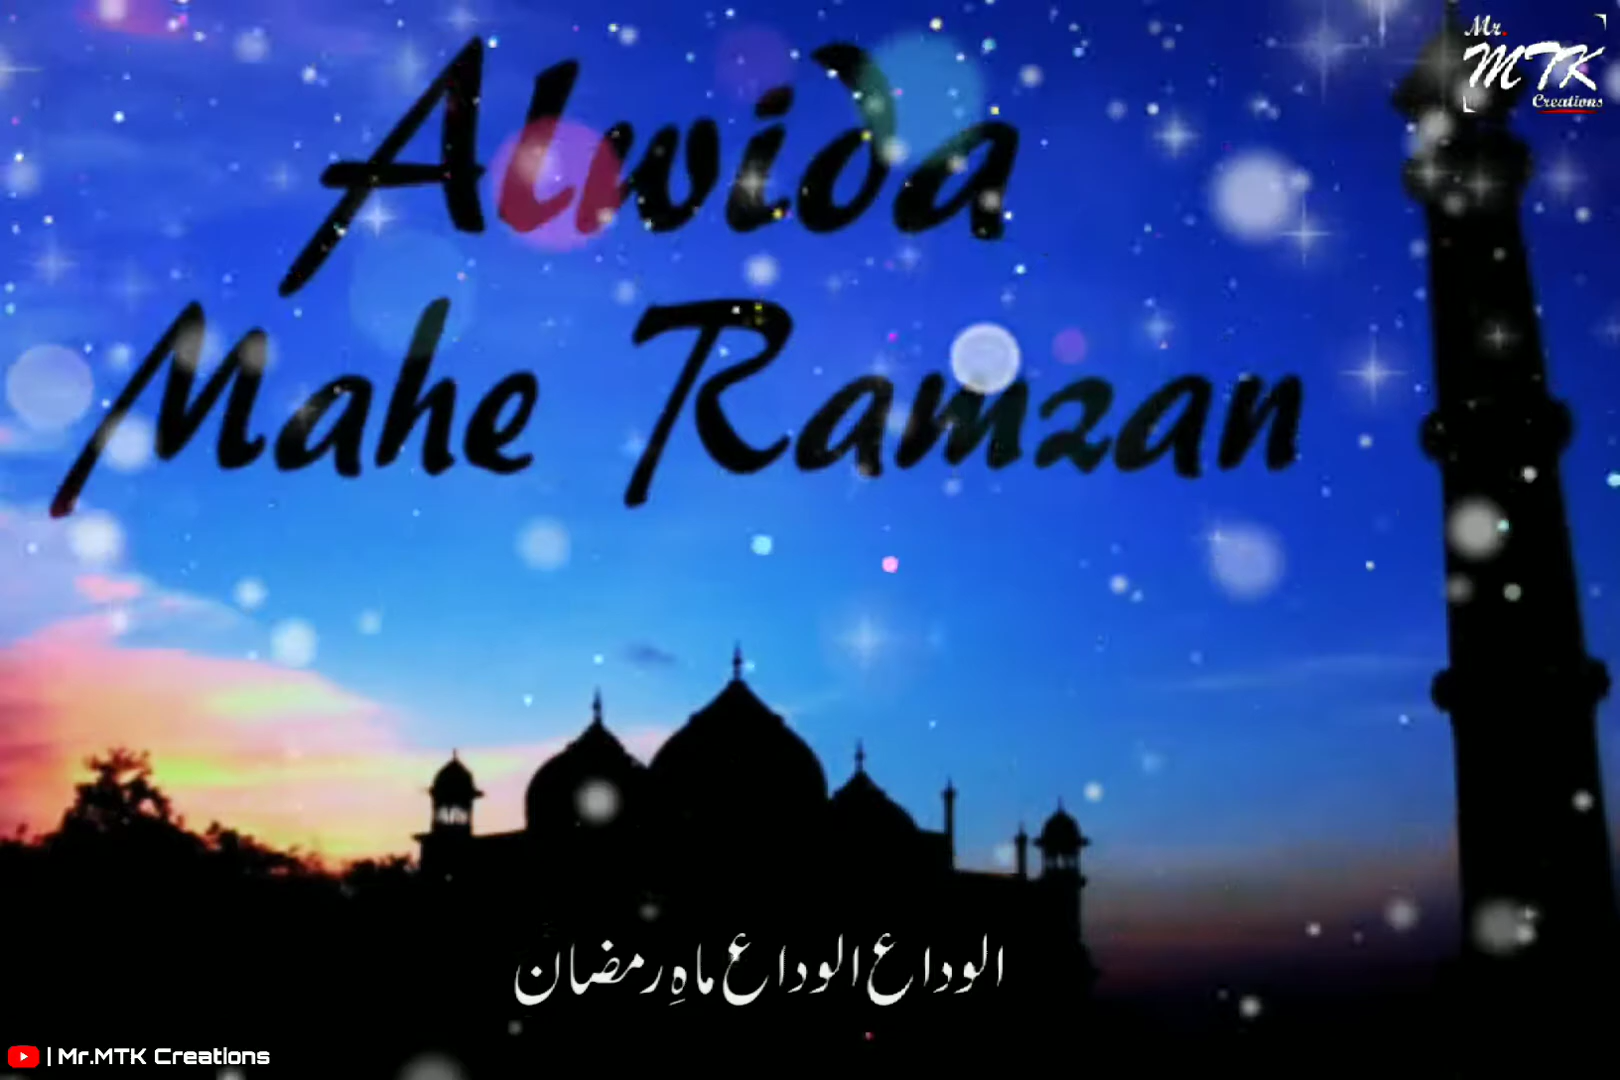 Mr.
MTK
Creations
Alwida
Mahe Ramzan
الوداع الوداع ماہِ رمضان
| Mr.MTK Creations